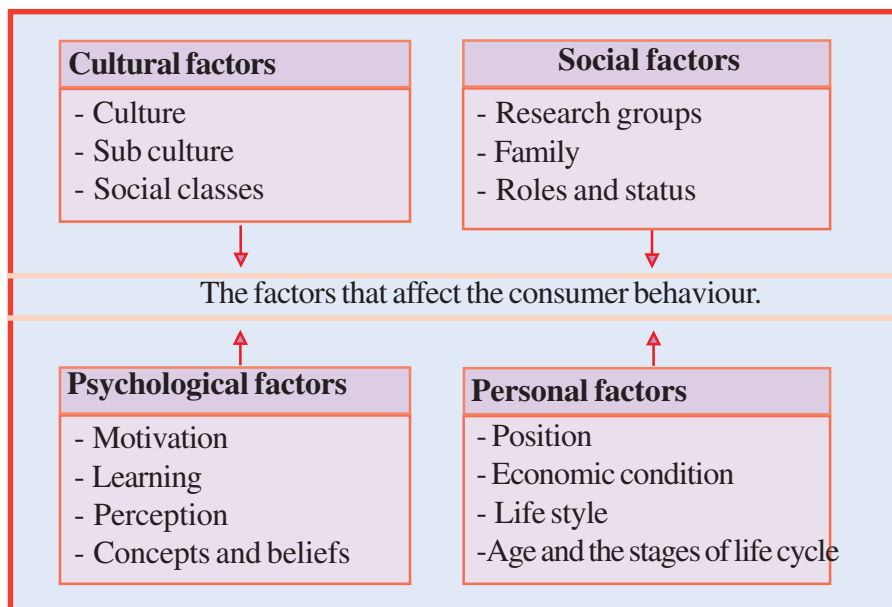 Cultural factors
- Culture
- Sub culture
- Social classes
Social factors
- Research groups
- Family
- Roles and status
The factors that affect the consumer behaviour.
Psychological factors
- Motivation
- Learning
- Perception
- Concepts and beliefs
Personal factors
- Position
- Economic condition
- Life style
-Age and the stages of life cycle